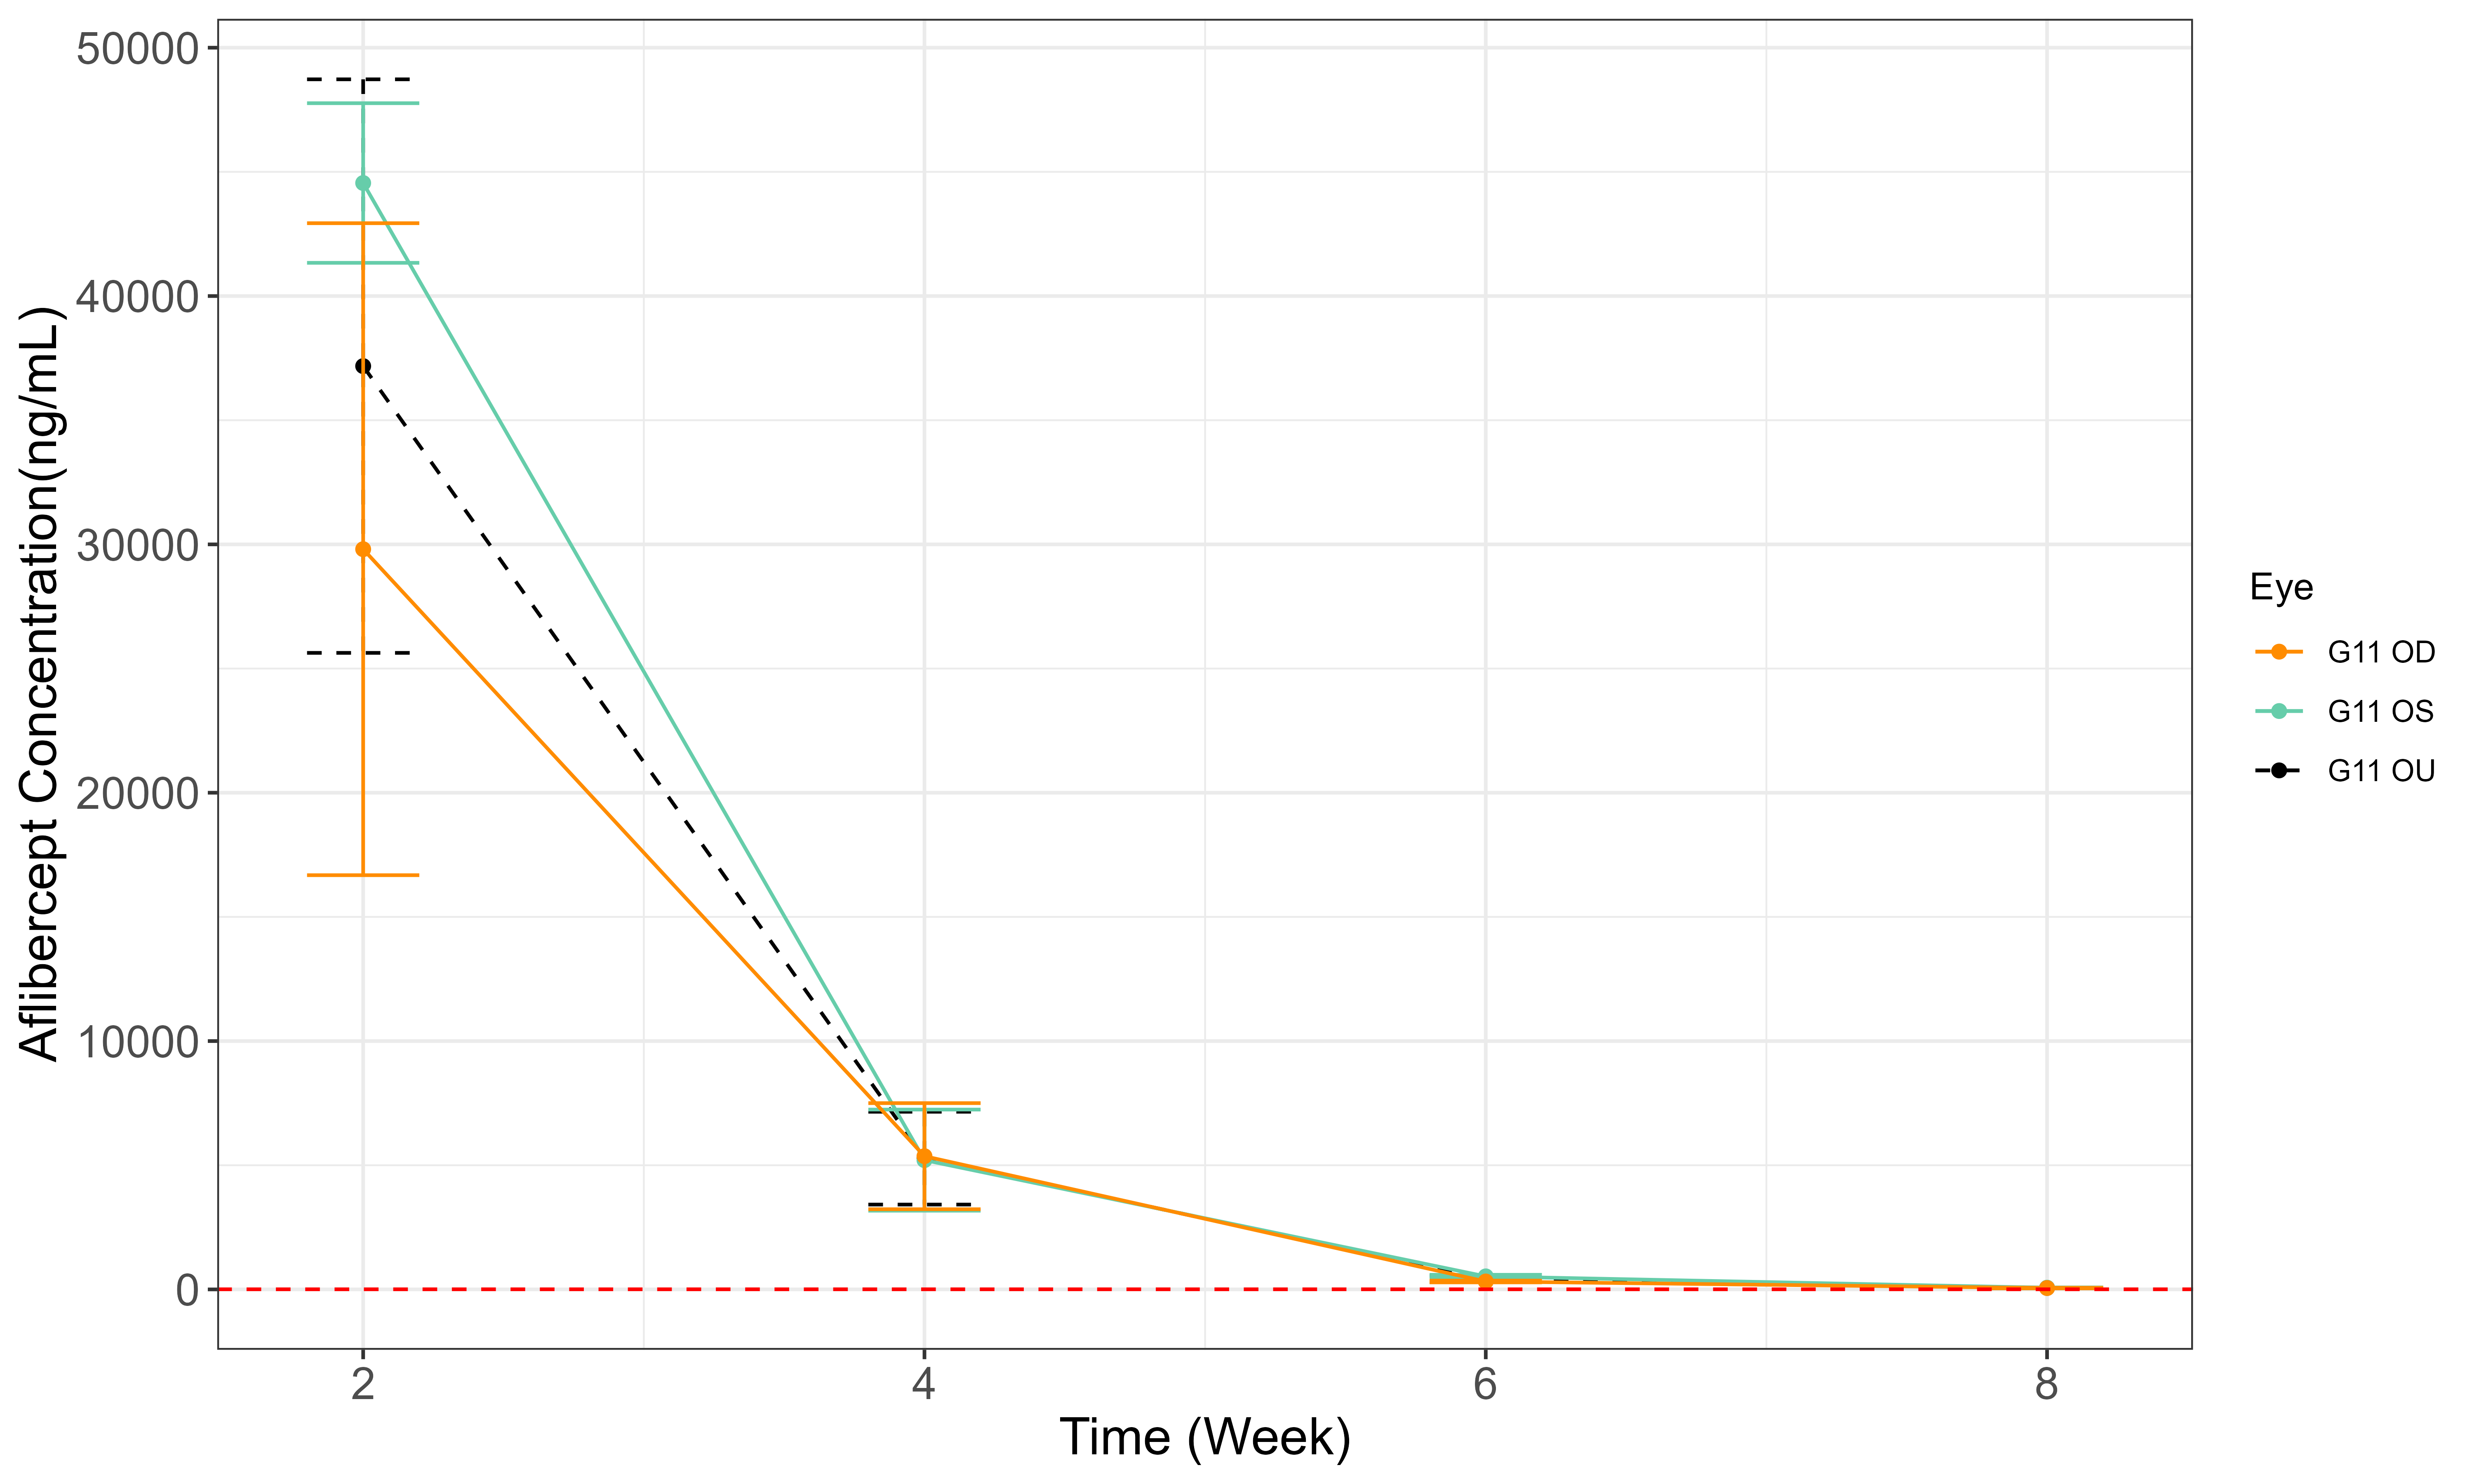 50000
40000
30000
20000
10000
0
Aflibercept Concentration(ng/mL)
2
4
6
8
Time (Week)
Eye
G11 OD
G11 OS
G11 OU